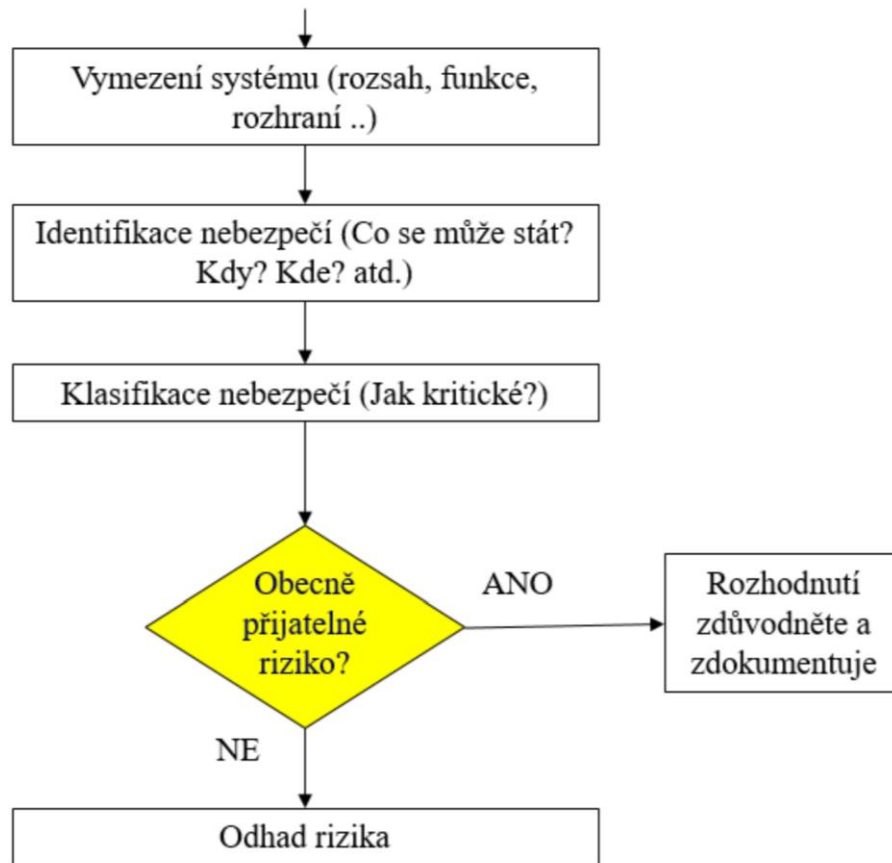 Vymezení systému (rozsah, funkce,
rozhraní ..)
Identifikace nebezpečí (Co se může stát?
Kdy? Kde? atd.)
Klasifikace nebezpečí (Jak kritické?)
Obecně
přijatelné
riziko?
ANO
Rozhodnutí
zdůvodněte a
zdokumentuje
NE
Odhad rizika